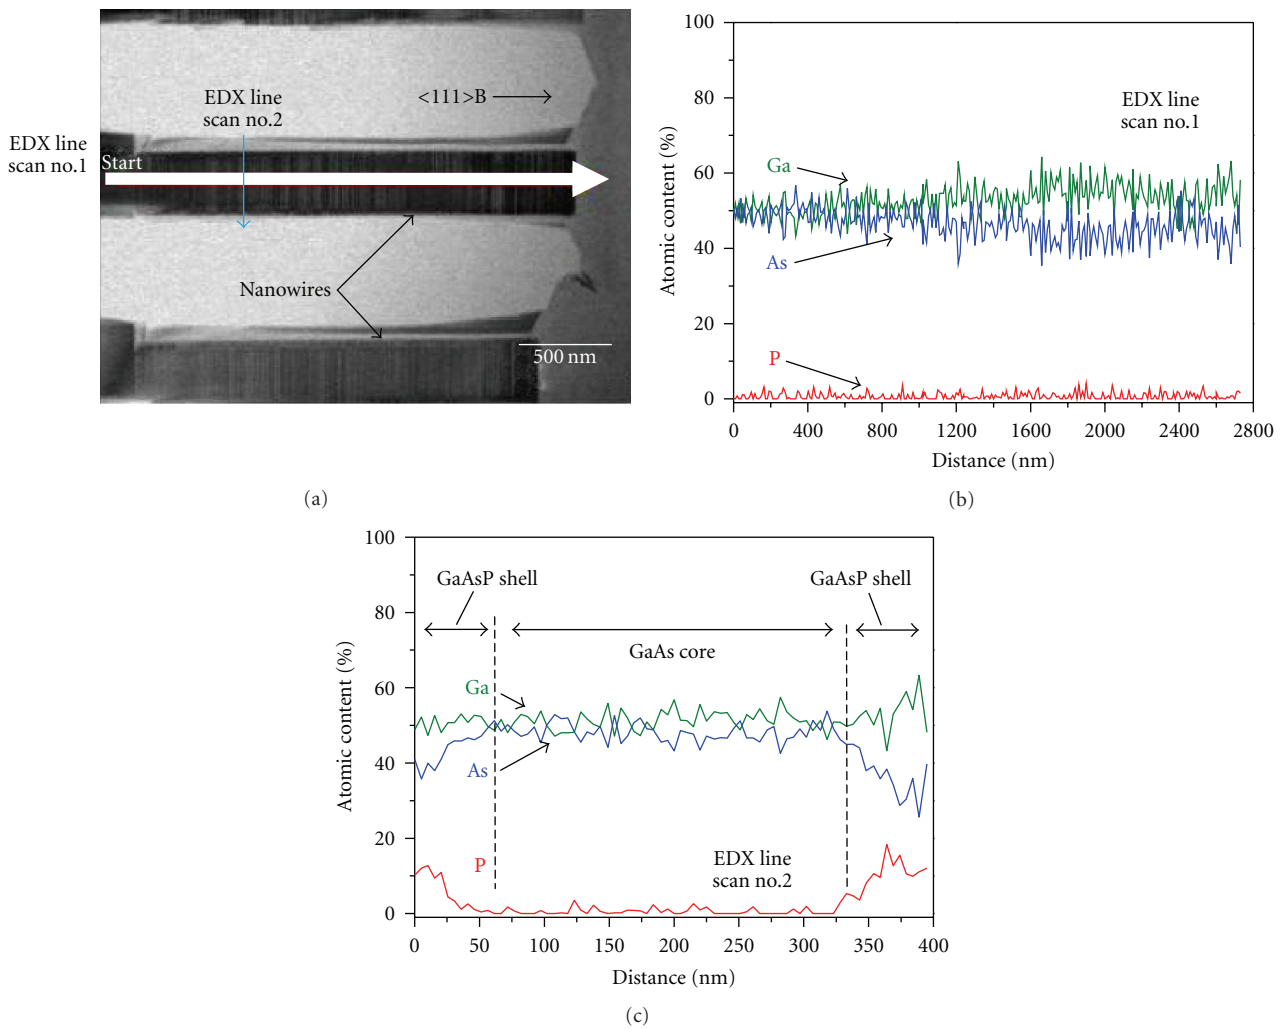 EDX line
scan no.1
Start
EDX line
scan no.2
<111>B
Nanowires
500 nm
(a)
Atomic content (%)
100
80
60
40
20
0
EDX line
scan no.1
Ga
As
P
0 400 800 1200 1600 2000 2400 2800
Distance (nm)
(b)
Atomic content (%)
100
80
60
40
20
0
GaAsP shell
GaAsP shell
GaAs core
Ga
As
P
EDX line
scan no.2
0 50 100 150 200 250 300 350 400
Distance (nm)
(c)